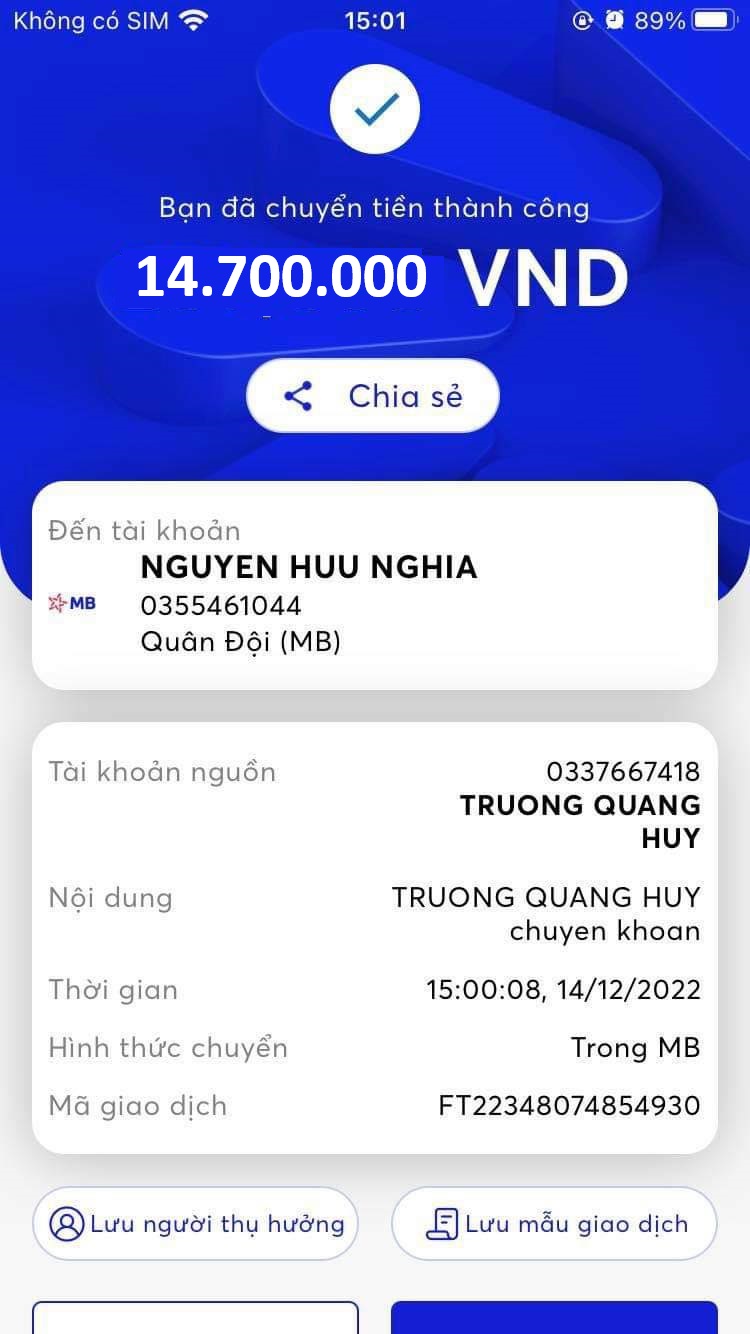 Không có SIM 15:01 89%
Bạn đã chuyển tiền thành công
14.700.000 VND
Chia sẻ
Đến tài khoản
NGUYEN HUU NGHIA
MB 0355461044
Quân Đội (MB)
Tài khoản nguồn 0337667418
TRUONG QUANG
HUY
Nội dung TRUONG QUANG HUY
chuyen khoan
Thời gian 15:00:08, 14/12/2022
Hình thức chuyển Trong MB
Mã giao dịch FT22348074854930
Lưu người thụ hưởng Lưu mẫu giao dịch